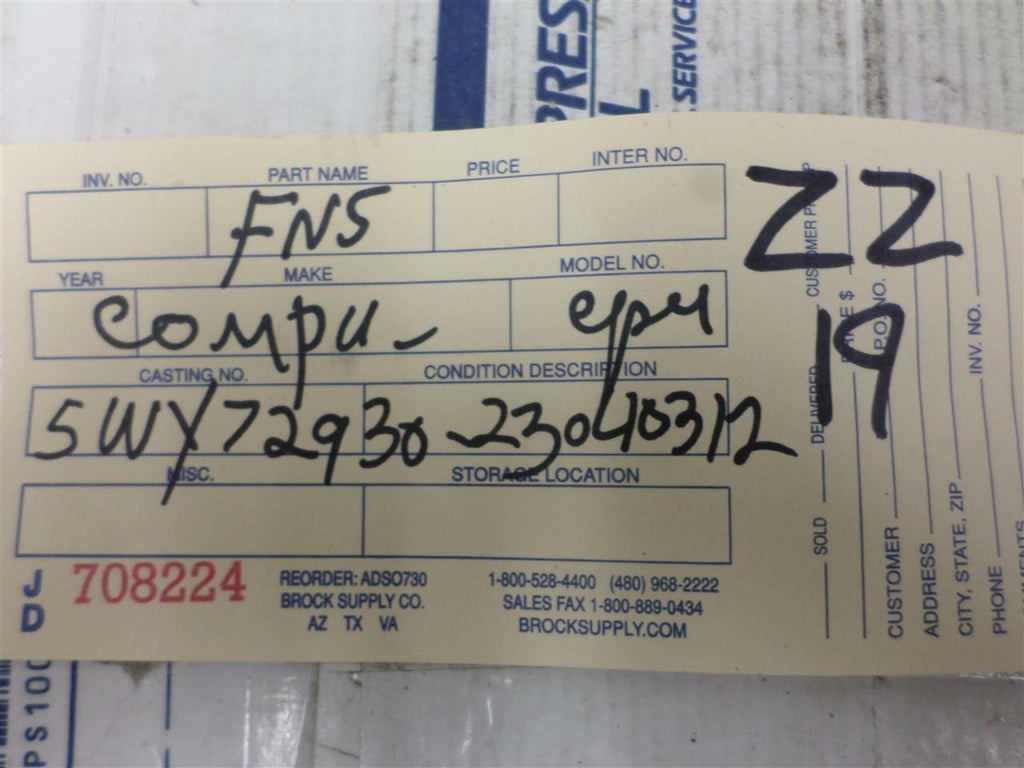 PRES
L
SERVICE
INV. NO. PART NAME PRICE INTER NO.
FNS
YEAR MAKE MODEL NO.
Compu- epu
CASTING NO. CONDITION DESCRIPTION
5WY72930 -23040312
MISC. STORAGE LOCATION
JD 708224
REORDER: ADSO730
BROCK SUPPLY CO.
AZ TX VA
1-800-528-4400 (480) 968-2222
SALES FAX 1-800-889-0434
BROCKSUPPLY.COM
ZZ
19
SOLD DELIVERED CUSTOMER
P.O. NO.
CUSTOMER
ADDRESS INV. NO.
CITY, STATE, ZIP
PHONE
PS10